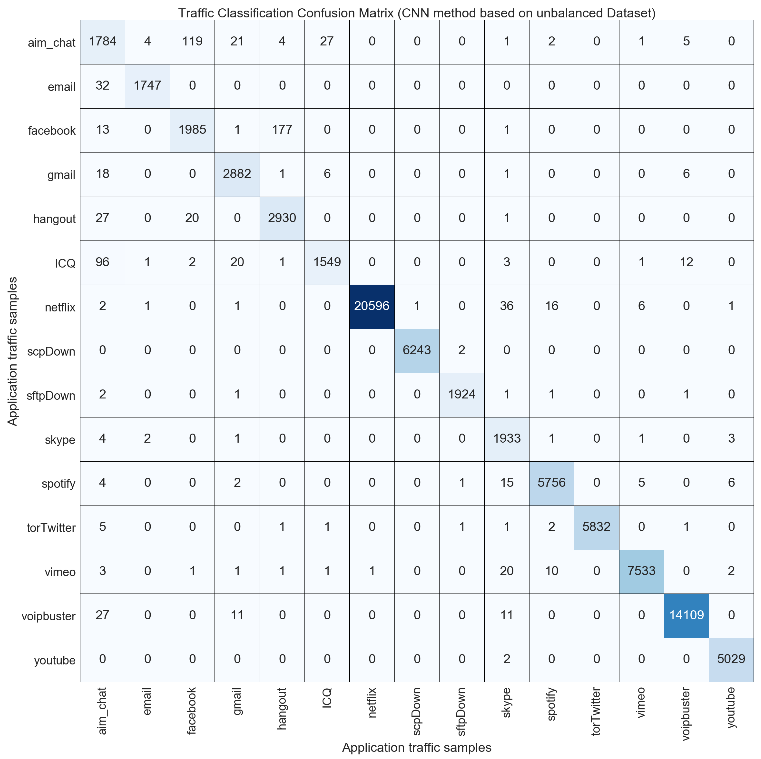 Traffic Classification Confusion Matrix (CNN method based on unbalanced Dataset)
aim_chat 1784 4 119 21 4 27 0 0 0 1 2 0 1 5 0
email 32 1747 0 0 0 0 0 0 0 0 0 0 0 0 0
facebook 13 0 1985 1 177 0 0 0 0 1 0 0 0 0 0
gmail 18 0 0 2882 1 6 0 0 0 1 0 0 0 6 0
hangout 27 0 20 0 2930 0 0 0 0 1 0 0 0 0 0
ICQ 96 1 2 20 1 1549 0 0 0 3 0 0 1 12 0
netflix 2 1 0 1 0 0 20596 1 0 36 16 0 6 0 1
scpDown 0 0 0 0 0 0 0 6243 2 0 0 0 0 0 0
sftpDown 2 0 0 1 0 0 0 0 1924 1 1 0 0 1 0
skype 4 2 0 1 0 0 0 0 0 1933 1 0 1 0 3
spotify 4 0 0 2 0 0 0 0 1 15 5756 0 5 0 6
torTwitter 5 0 0 0 1 1 0 0 1 1 2 5832 0 1 0
vimeo 3 0 1 1 1 1 1 0 0 20 10 0 7533 0 2
voipbuster 27 0 0 11 0 0 0 0 0 11 0 0 0 14109 0
youtube 0 0 0 0 0 0 0 0 0 2 0 0 0 0 5029
Application traffic samples
aim_chat email facebook gmail hangout ICQ netflix scpDown sftpDown skype spotify torTwitter vimeo voipbuster youtube
Application traffic samples